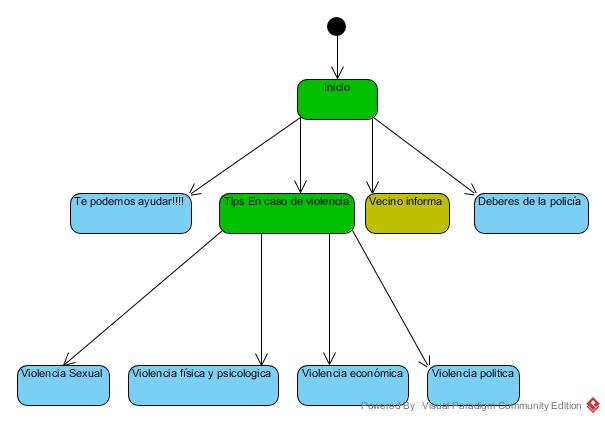 Inicio
Te podemos ayudar!!!!
Tips En caso de violencia
Vecino informa
Deberes de la policía
Violencia Sexual
Violencia física y psicologica
Violencia económica
Violencia politica
Powered By Visual Paradigm Community Edition